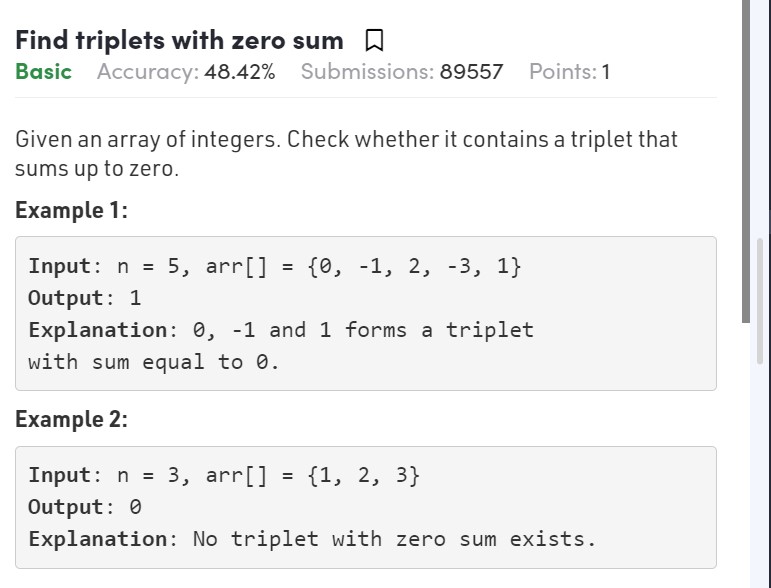 Find triplets with zero sum
Basic Accuracy: 48.42% Submissions: 89557 Points: 1
Given an array of integers. Check whether it contains a triplet that
sums up to zero.
Example 1:
Input: n = 5, arr[] = {0, -1, 2, -3, 1}
Output: 1
Explanation: 0, -1 and 1 forms a triplet
with sum equal to 0.
Example 2:
Input: n = 3, arr[] = {1, 2, 3}
Output: 0
Explanation: No triplet with zero sum exists.